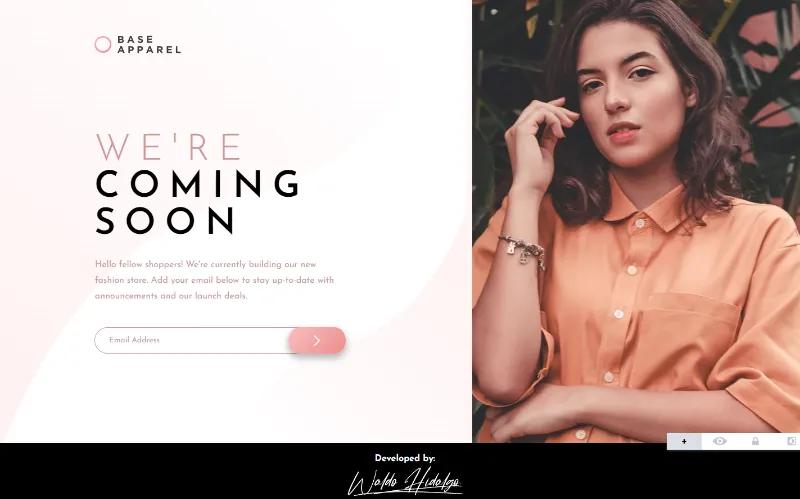 BASE
APPAREL
WE'RE
COMING
SOON
Hello fellow shoppers! We're currently building our new
fashion store. Add your email below to stay up-to-date with
announcements and our launch deals.
Email Address
Developed by:
Waldo Hidalgo